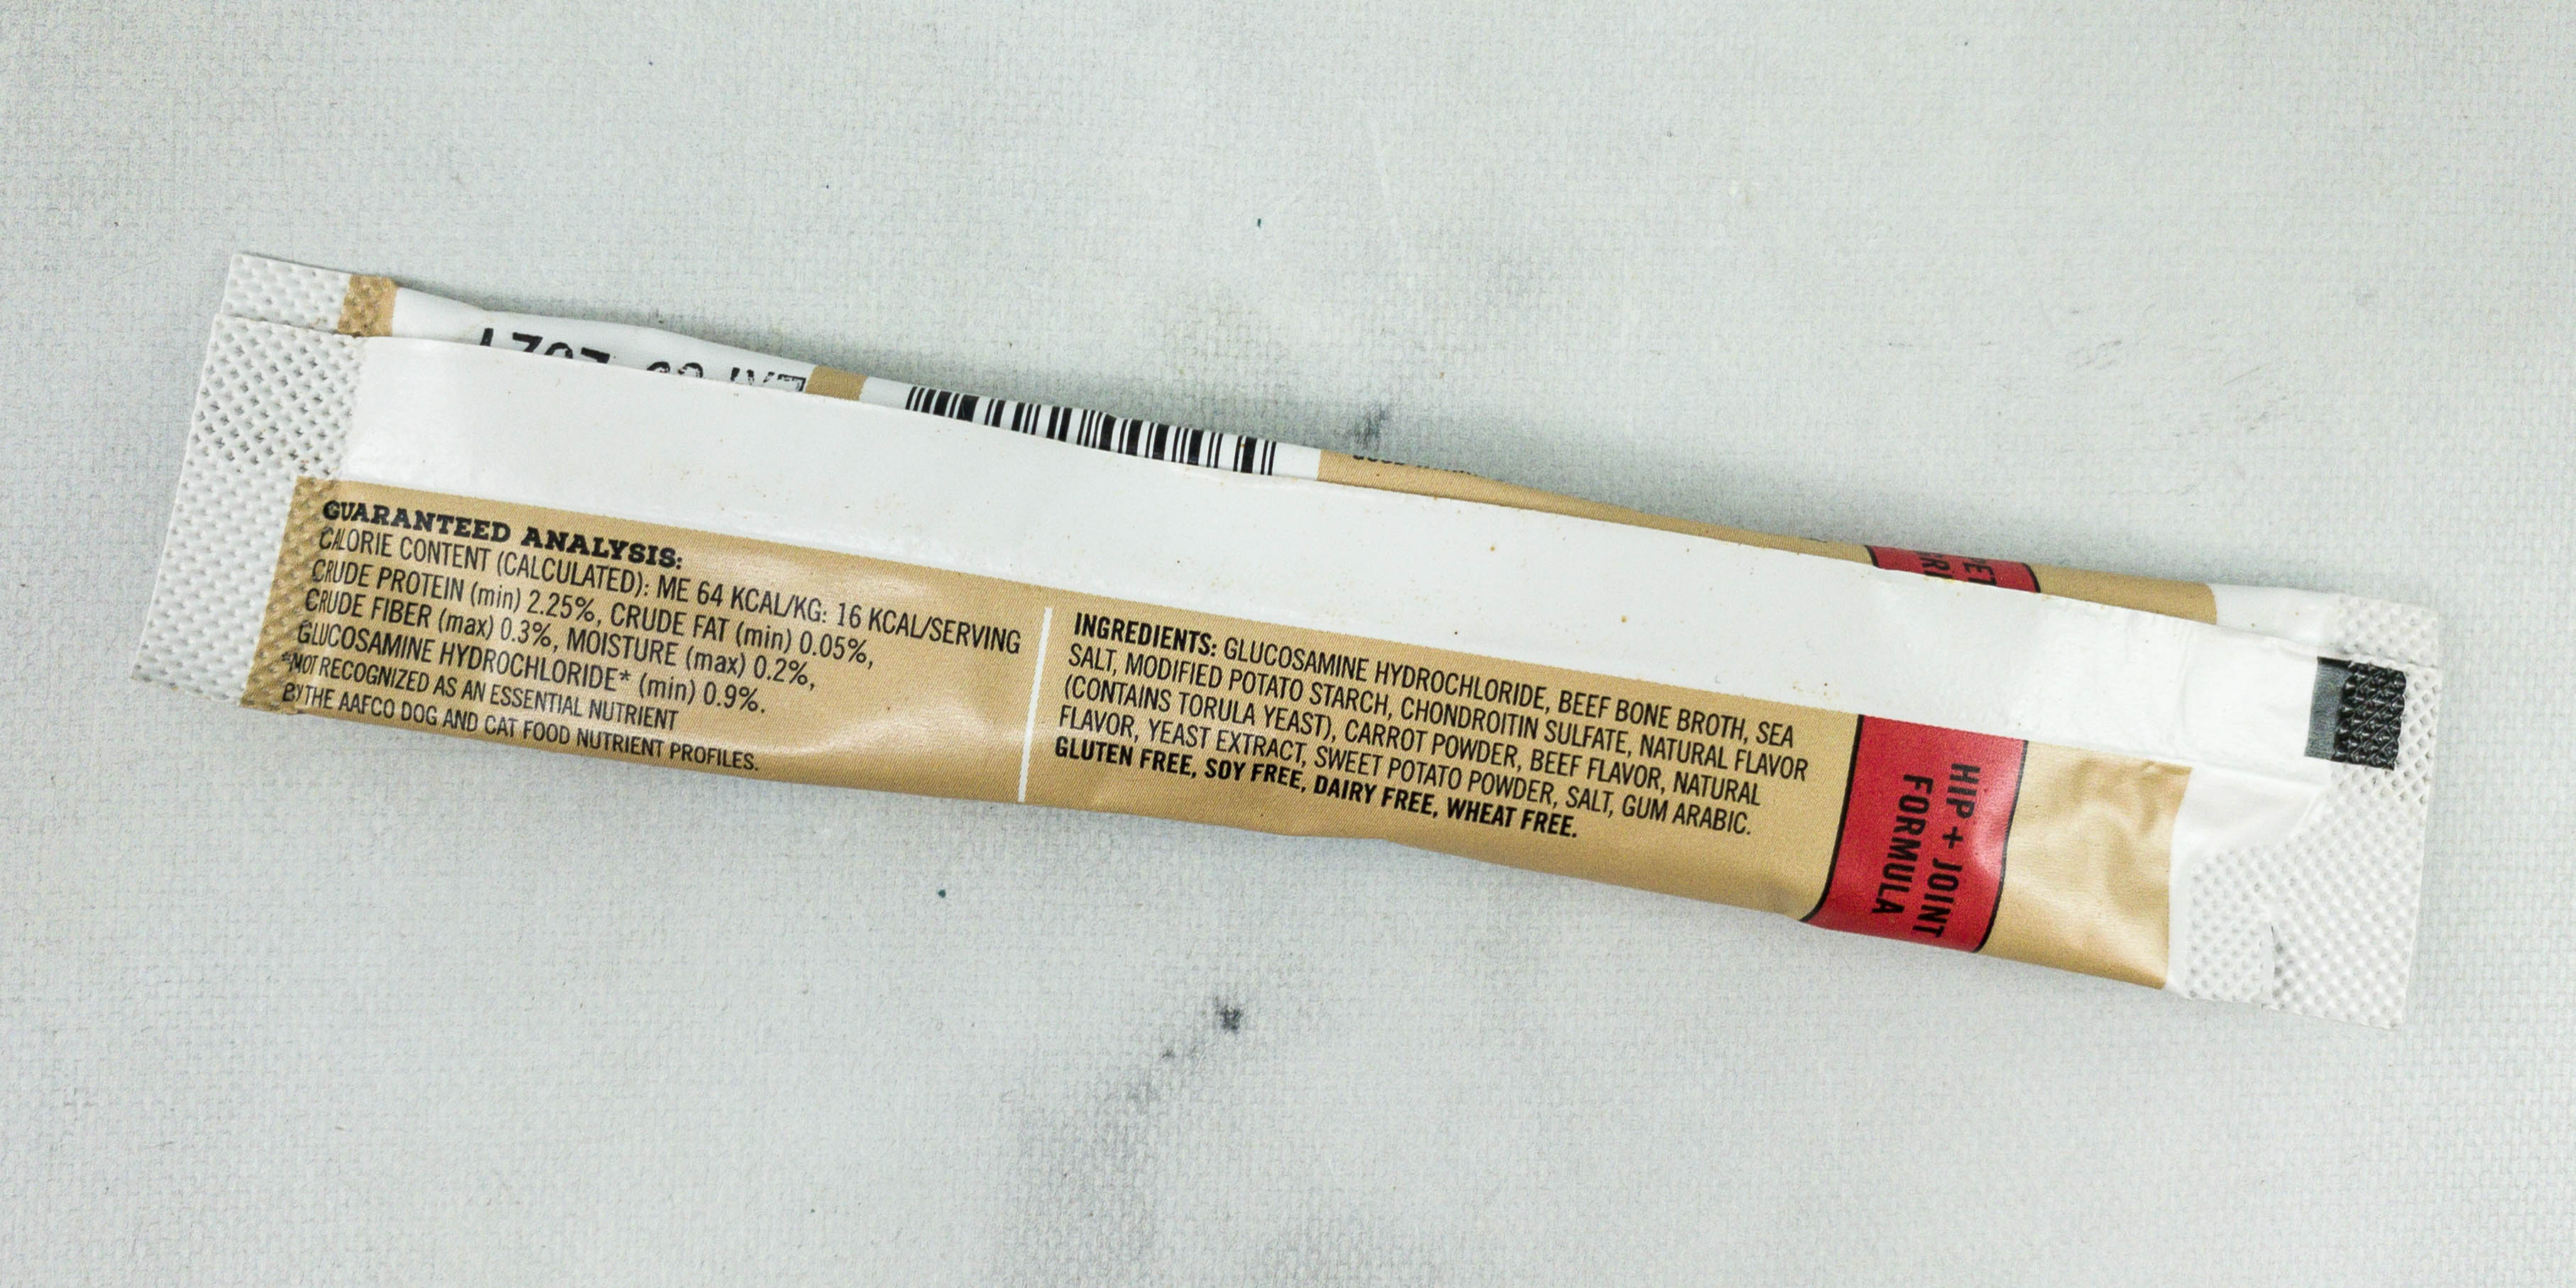 GUARANTEED ANALYSIS:
CALORIE CONTENT (CALCULATED): ME 64 KCAL/KG: 16 KCAL/SERVING
CRUDE PROTEIN (min) 2.25%, CRUDE FAT (min) 0.05%,
CRUDE FIBER (max) 0.3%, MOISTURE (max) 0.2%,
GLUCOSAMINE HYDROCHLORIDE* (min) 0.9%.
*NOT RECOGNIZED AS AN ESSENTIAL NUTRIENT
BY THE AAFCO DOG AND CAT FOOD NUTRIENT PROFILES.
INGREDIENTS: GLUCOSAMINE HYDROCHLORIDE, BEEF BONE BROTH, SEA
SALT, MODIFIED POTATO STARCH, CHONDROITIN SULFATE, NATURAL FLAVOR
(CONTAINS TORULA YEAST), CARROT POWDER, BEEF FLAVOR, NATURAL
FLAVOR, YEAST EXTRACT, SWEET POTATO POWDER, SALT, GUM ARABIC.
GLUTEN FREE, SOY FREE, DAIRY FREE, WHEAT FREE.
HIP + JOINT
FORMULA